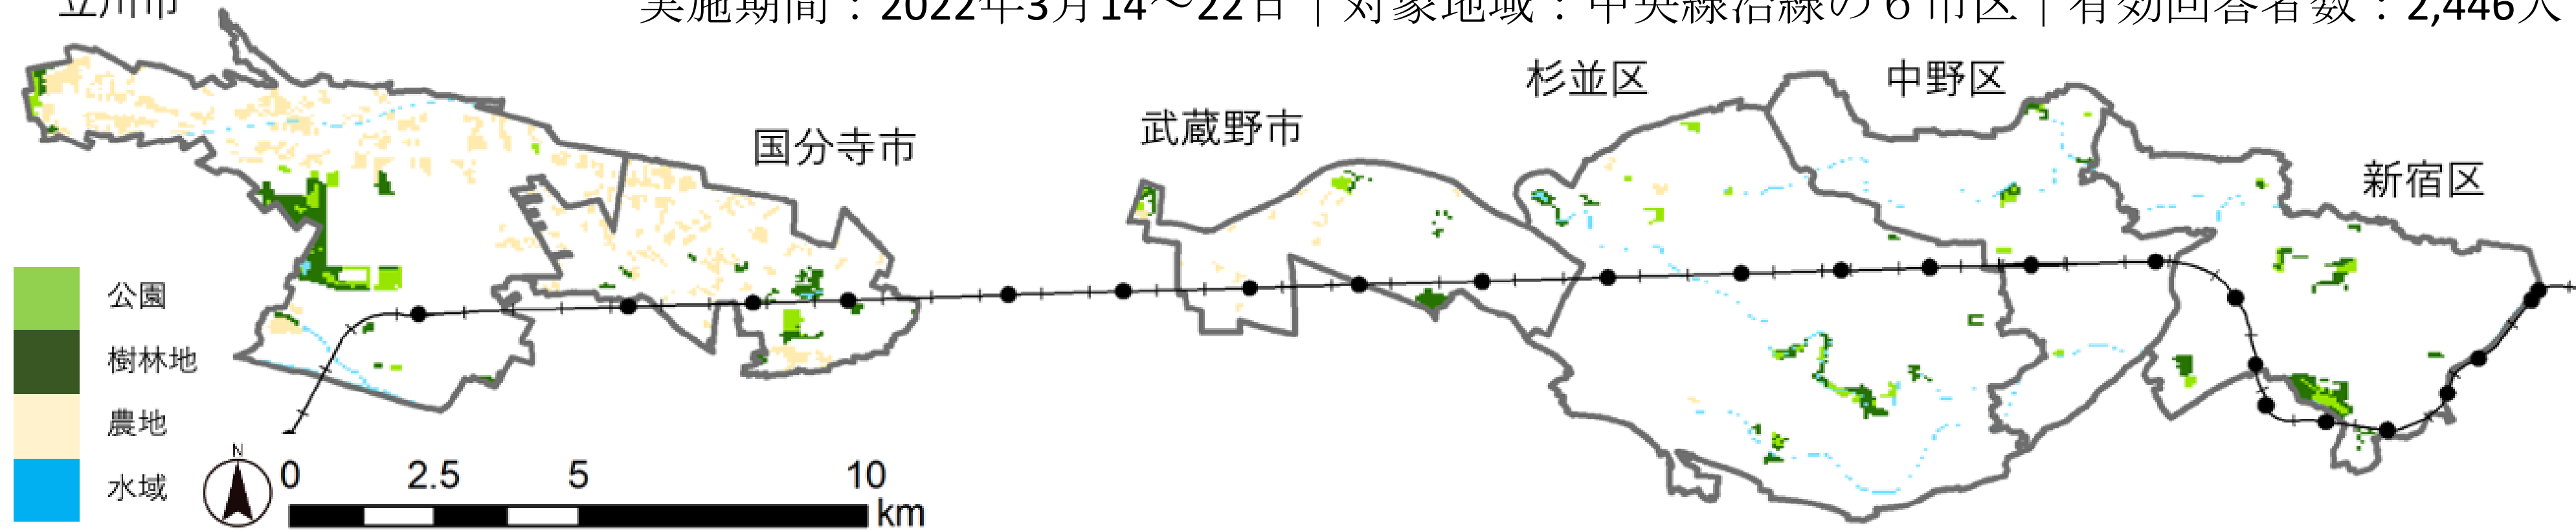 立川市
実施期間：2022年3月14～22日｜対象地域：中央線沿線の６市区｜有効回答者数：2,446人
杉並区
中野区
国分寺市
武蔵野市
新宿区
公園
樹林地
農地
水域
N
0 2.5 5 10
km